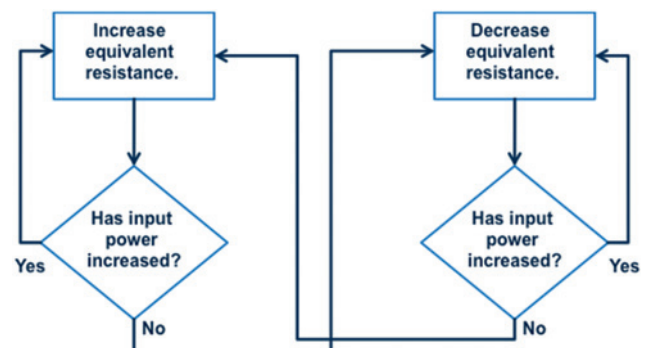 Increase
equivalent
resistance.
Has input
power
increased?
Yes
No
Decrease
equivalent
resistance.
Has input
power
increased?
Yes
No